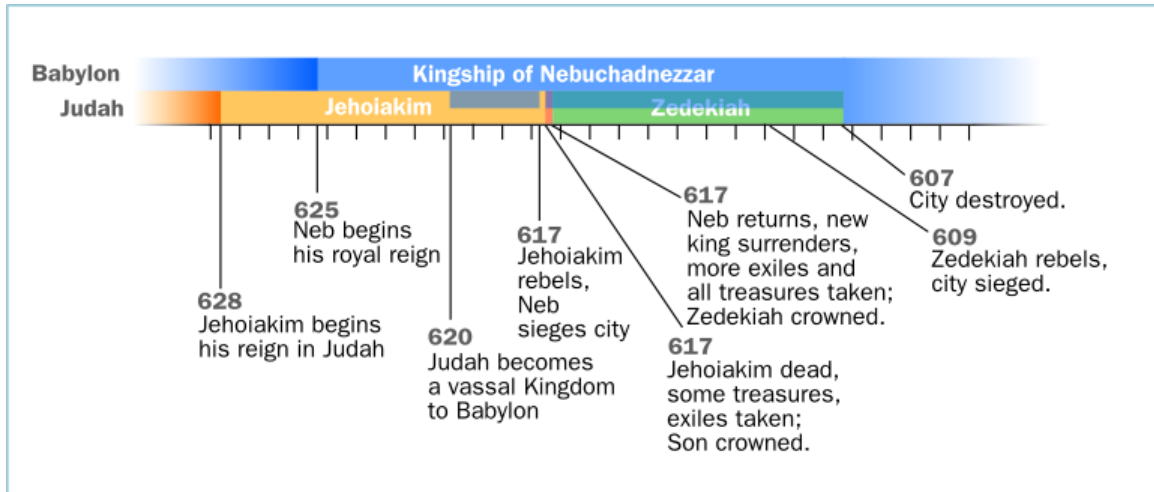 Babylon
Kingship of Nebuchadnezzar
Judah
Jehoiakim
Zedekiah
628
Jehoiakim begins
his reign in Judah
625
Neb begins
his royal reign
620
Judah becomes
a vassal Kingdom
to Babylon
617
Jehoiakim
rebels,
Neb
sieges city
617
Neb returns, new
king surrenders,
more exiles and
all treasures taken;
Zedekiah crowned.
617
Jehoiakim dead,
some treasures,
exiles taken;
Son crowned.
607
City destroyed.
609
Zedekiah rebels,
city sieged.